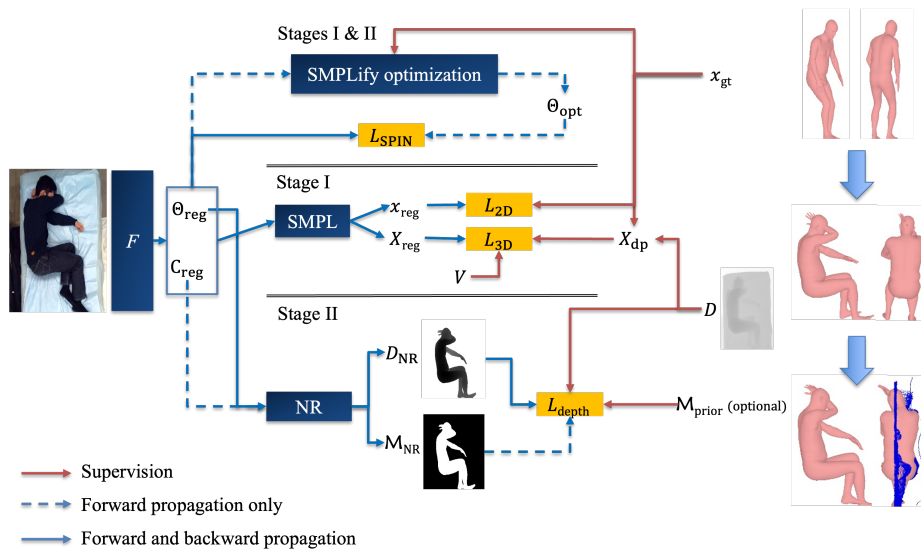 Stages I & II
SMPLify optimization
x_gt
Θ_opt
L_SPIN
Stage I
Θ_reg
F
SMPL
x_reg
L_2D
C_reg
X_reg
L_3D
X_dp
V
Stage II
D
D_NR
NR
L_depth
M_prior (optional)
M_NR
Supervision
Forward propagation only
Forward and backward propagation